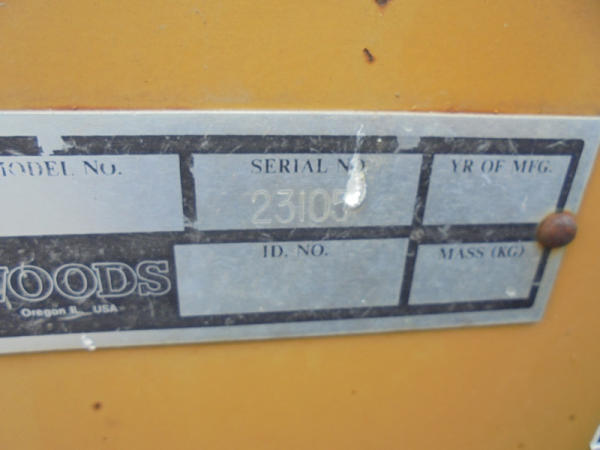 MODEL NO.
SERIAL NO.
YR OF MFG.
23105
ID. NO.
MASS (KG)
WOODS
Oregon IL USA